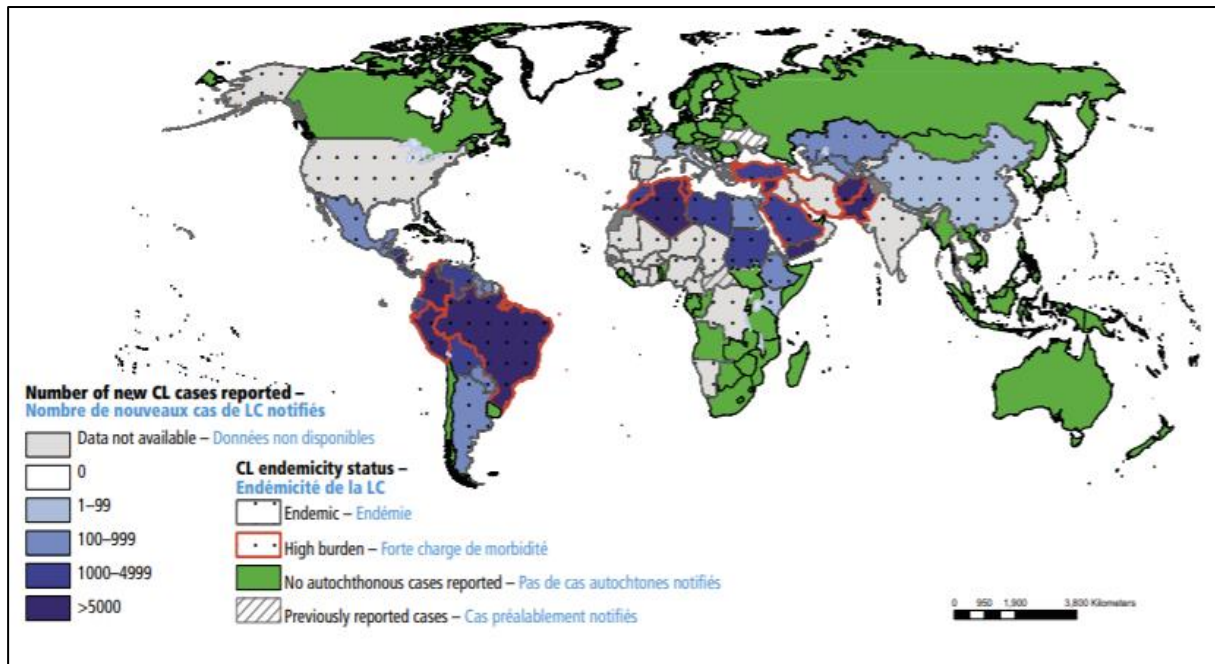 Number of new CL cases reported –
Nombre de nouveaux cas de LC notifiés
Data not available – Données non disponibles
0
1–99
100–999
1000–4999
>5000
CL endemicity status –
Endémicité de la LC
Endemic – Endémie
High burden – Forte charge de morbidité
No autochthonous cases reported – Pas de cas autochtones notifiés
Previously reported cases – Cas préalablement notifiés
0 950 1,900 3,800 Kilometers